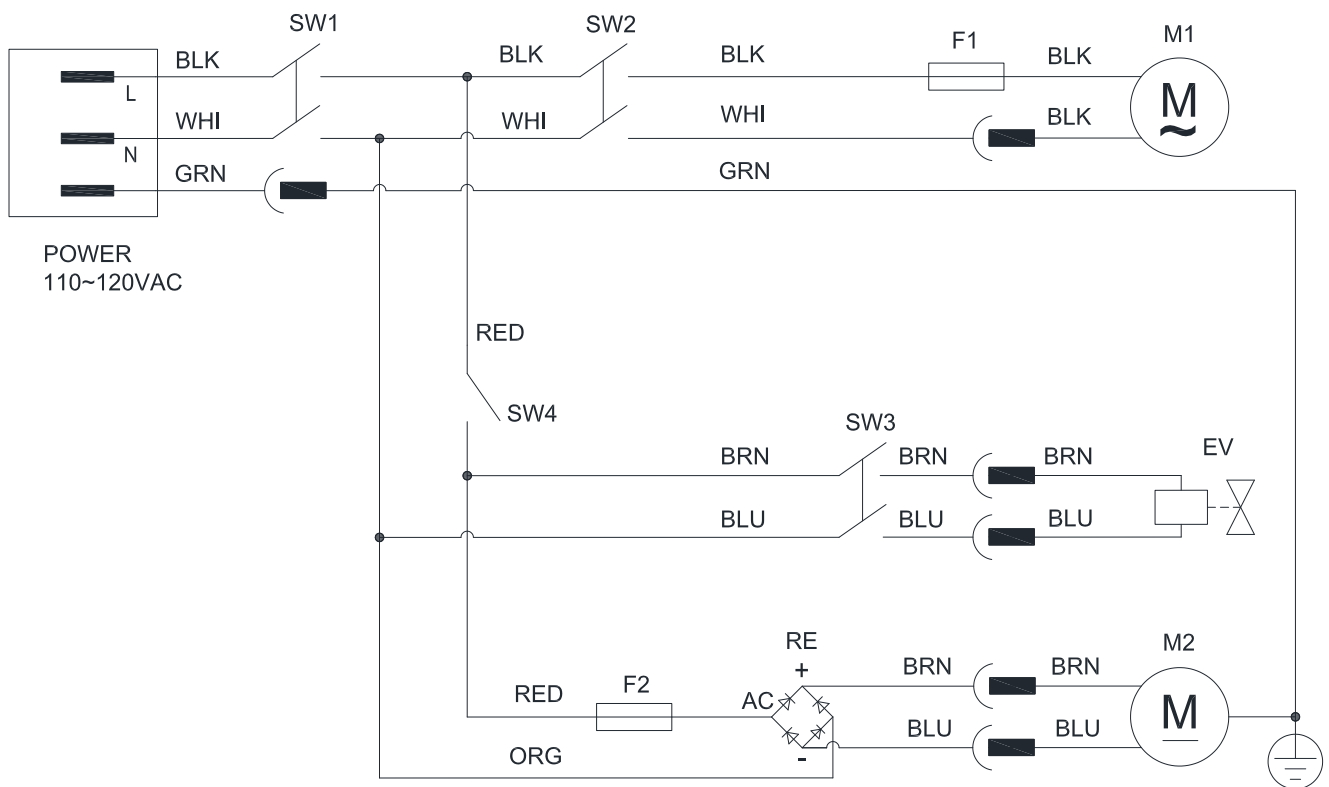 SW1
SW2
F1
M1
BLK
BLK
BLK
BLK
L
M
WHI
WHI
WHI
BLK
N
GRN
GRN
POWER
110~120VAC
RED
SW4
SW3
EV
BRN
BRN
BRN
BLU
BLU
BLU
RE
M2
+
BRN
BRN
RED
F2
AC
M
BLU
BLU
ORG
-